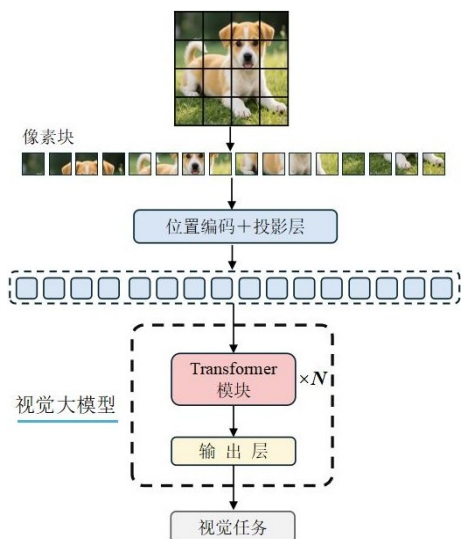 像素块
位置编码＋投影层
Transformer
模块
×N
视觉大模型
输出层
视觉任务